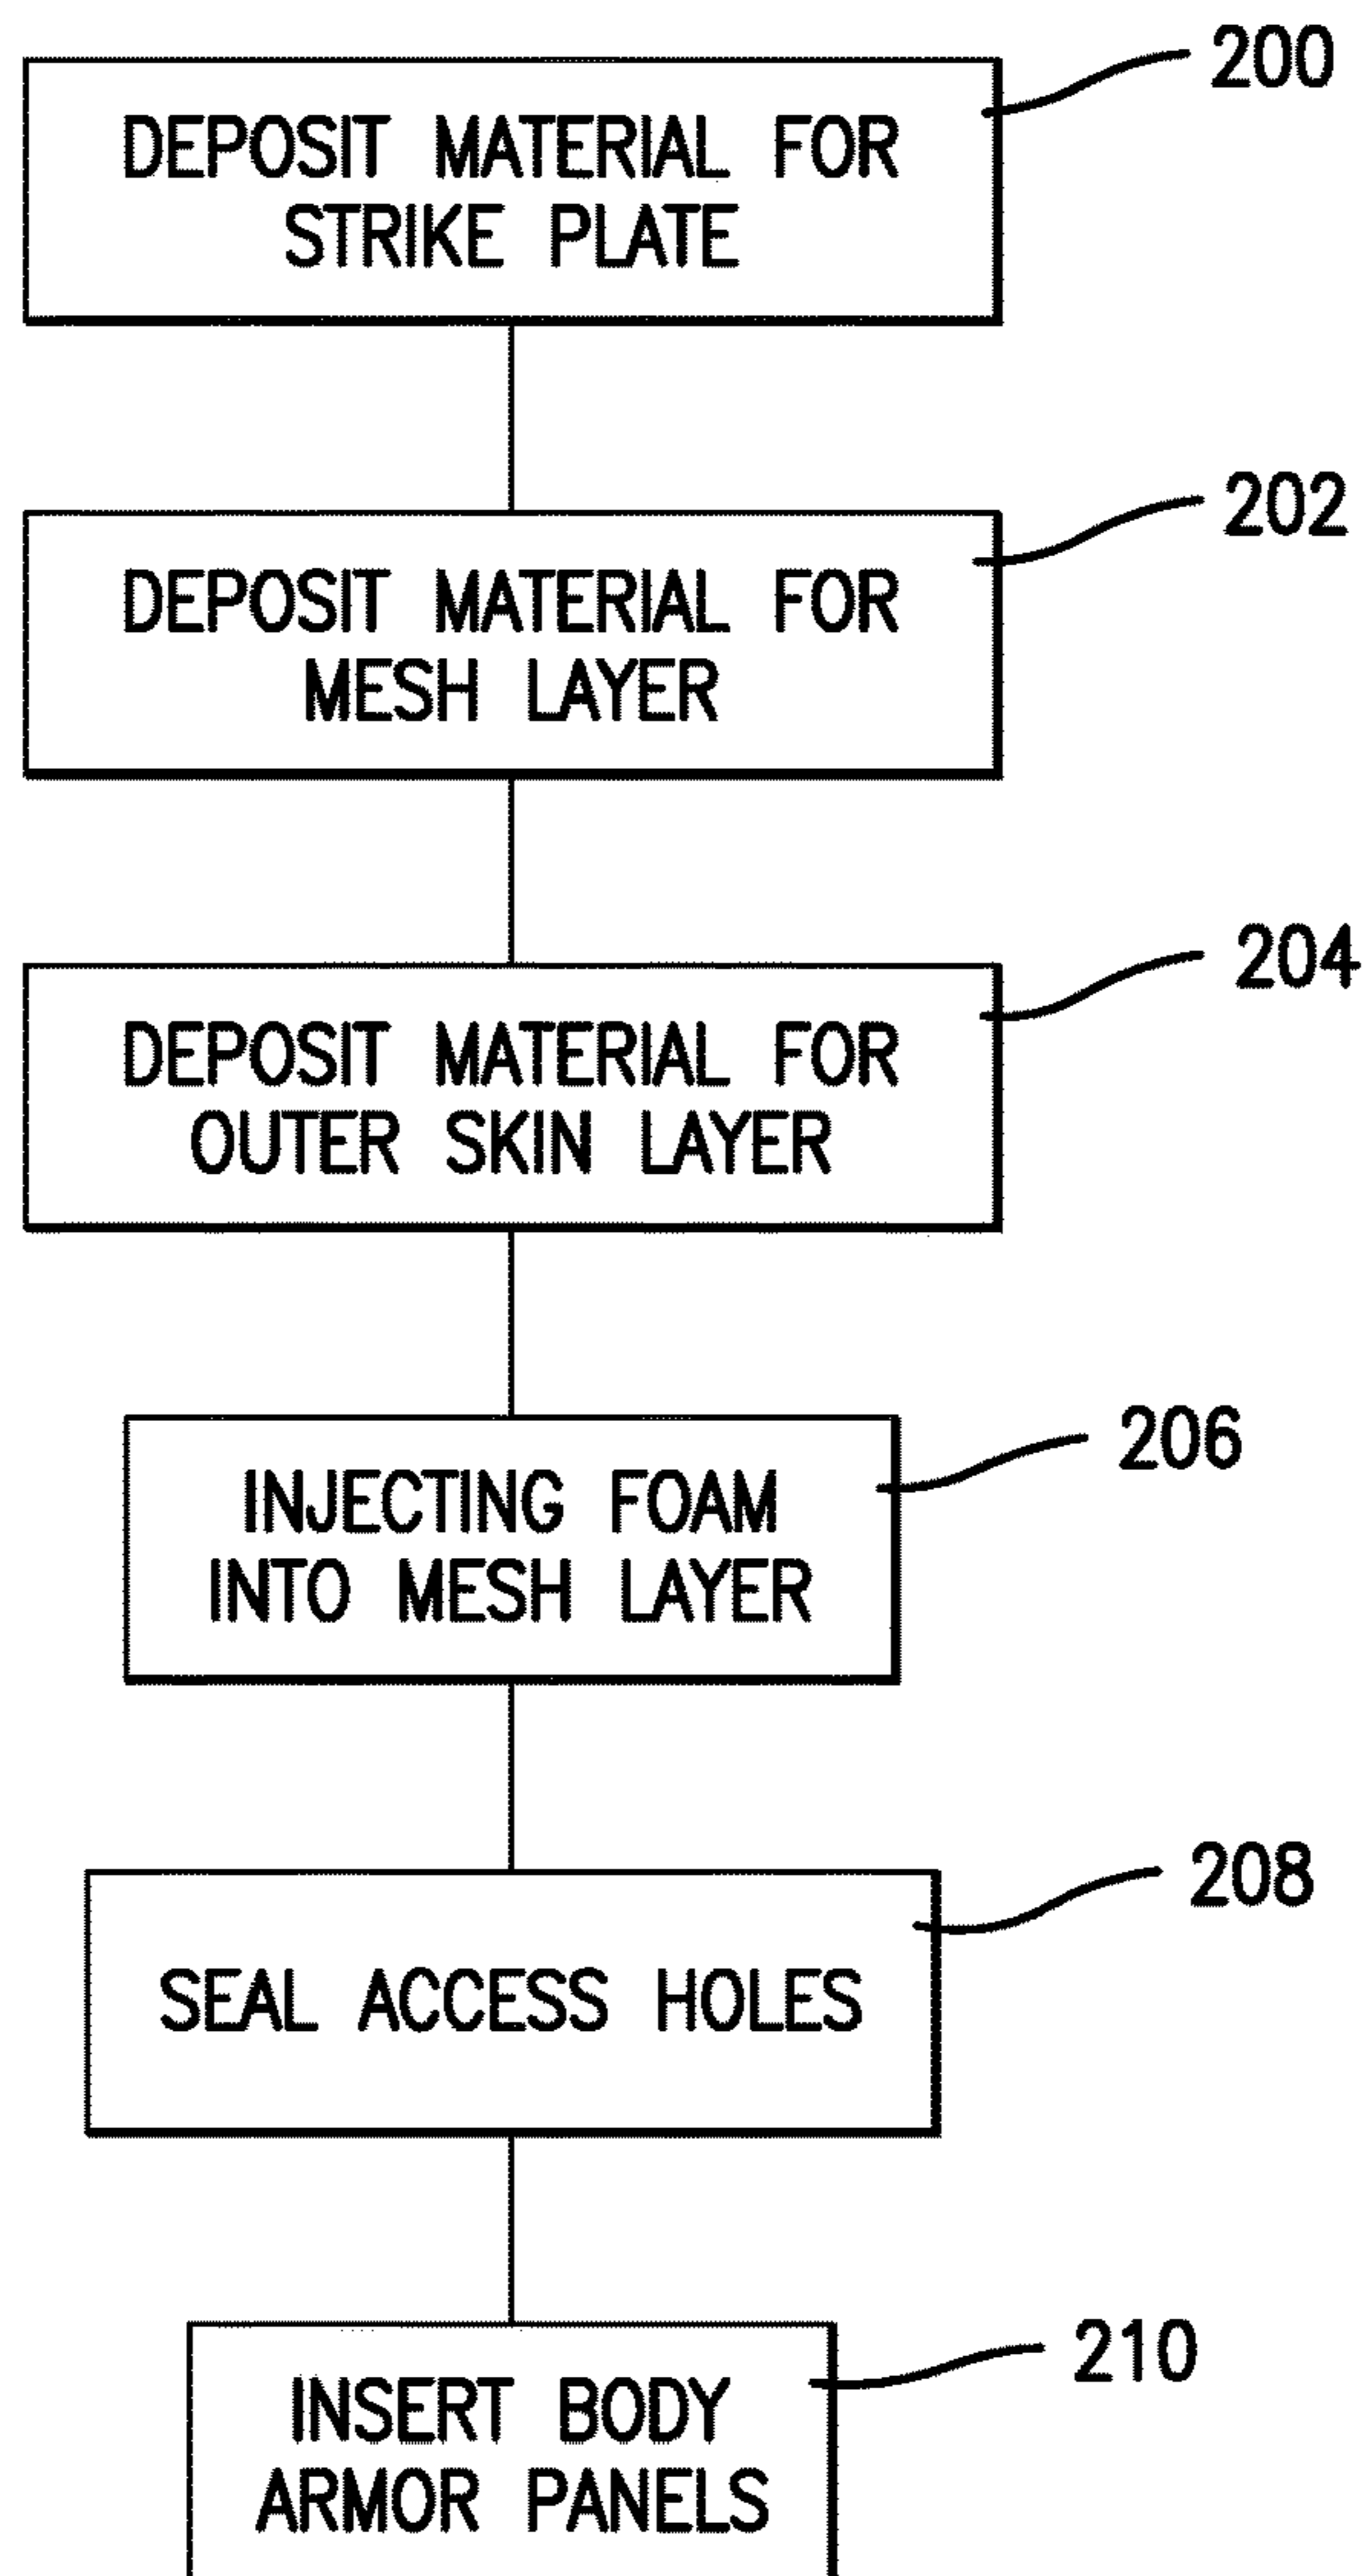 200
DEPOSIT MATERIAL FOR
STRIKE PLATE
202
DEPOSIT MATERIAL FOR
MESH LAYER
204
DEPOSIT MATERIAL FOR
OUTER SKIN LAYER
206
INJECTING FOAM
INTO MESH LAYER
208
SEAL ACCESS HOLES
210
INSERT BODY
ARMOR PANELS